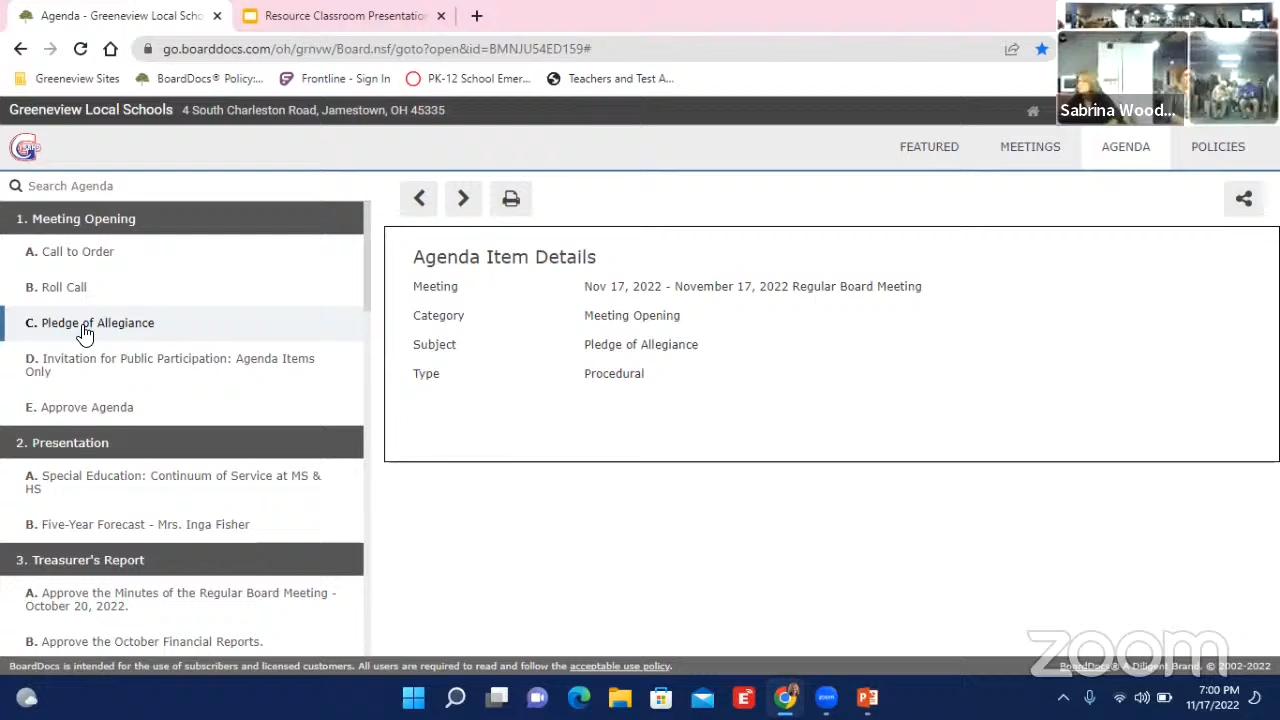 Agenda - Greeneview Local Scho
Resource Classroom Presentation
go.boarddocs.com/oh/grnvw/Board.nsf/goto?open&id=BMNJU54ED159#
Greeneview Sites
BoardDocs® Policy:...
Frontline - Sign In
PK-12 School Emer...
Teachers and Test A...
Sabrina Wood...
Greeneview Local Schools 4 South Charleston Road, Jamestown, OH 45335
FEATURED MEETINGS AGENDA POLICIES
Search Agenda
1. Meeting Opening
A. Call to Order
B. Roll Call
C. Pledge of Allegiance
D. Invitation for Public Participation: Agenda Items
Only
E. Approve Agenda
2. Presentation
A. Special Education: Continuum of Service at MS &
HS
B. Five-Year Forecast - Mrs. Inga Fisher
3. Treasurer's Report
A. Approve the Minutes of the Regular Board Meeting -
October 20, 2022.
B. Approve the October Financial Reports.
Agenda Item Details
Meeting Nov 17, 2022 - November 17, 2022 Regular Board Meeting
Category Meeting Opening
Subject Pledge of Allegiance
Type Procedural
zoom
BoardDocs is intended for the use of subscribers and licensed customers. All users are required to read and follow the acceptable use policy.
BoardDocs® A Diligent Brand. © 2002-2022
7:00 PM
11/17/2022